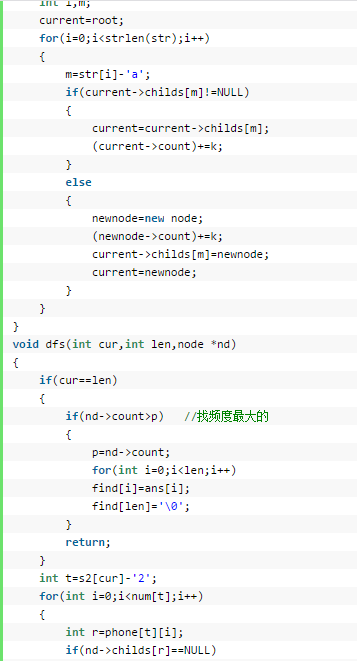 int i,m;
current=root;
for(i=0;i<strlen(str);i++)
{
m=str[i]-'a';
if(current->childs[m]!=NULL)
{
current=current->childs[m];
(current->count)+=k;
}
else
{
newnode=new node;
(newnode->count)+=k;
current->childs[m]=newnode;
current=newnode;
}
}
}
void dfs(int cur,int len,node *nd)
{
if(cur==len)
{
if(nd->count>p) //找频度最大的
{
p=nd->count;
for(int i=0;i<len;i++)
find[i]=ans[i];
find[len]='\0';
}
return;
}
int t=s2[cur]-'2';
for(int i=0;i<num[t];i++)
{
int r=phone[t][i];
if(nd->childs[r]==NULL)